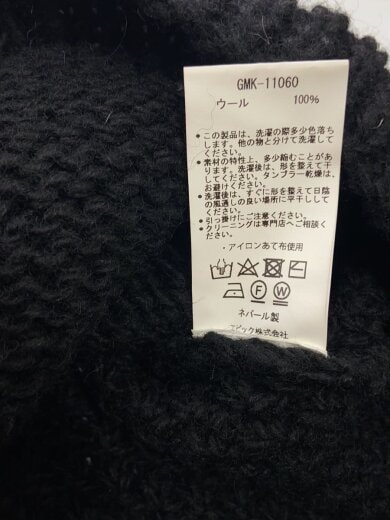 GMK-11060
ウール 100%
●この製品は、洗濯の際多少色落ち
します。他の物と分けて洗濯して
ください。
●素材の特性上、多少縮むことがあ
ります。洗濯後は、形を整えて干
してください。タンブラー乾燥は、
お避けください。
●洗濯後は、すぐに形を整えて日陰
の風通しの良い場所に平干しして
ください。
●引っ掛けにご注意ください。
●クリーニングは専門店へご相談く
ださい。
・アイロンあて布使用
F W
ネパール製
エピック株式会社